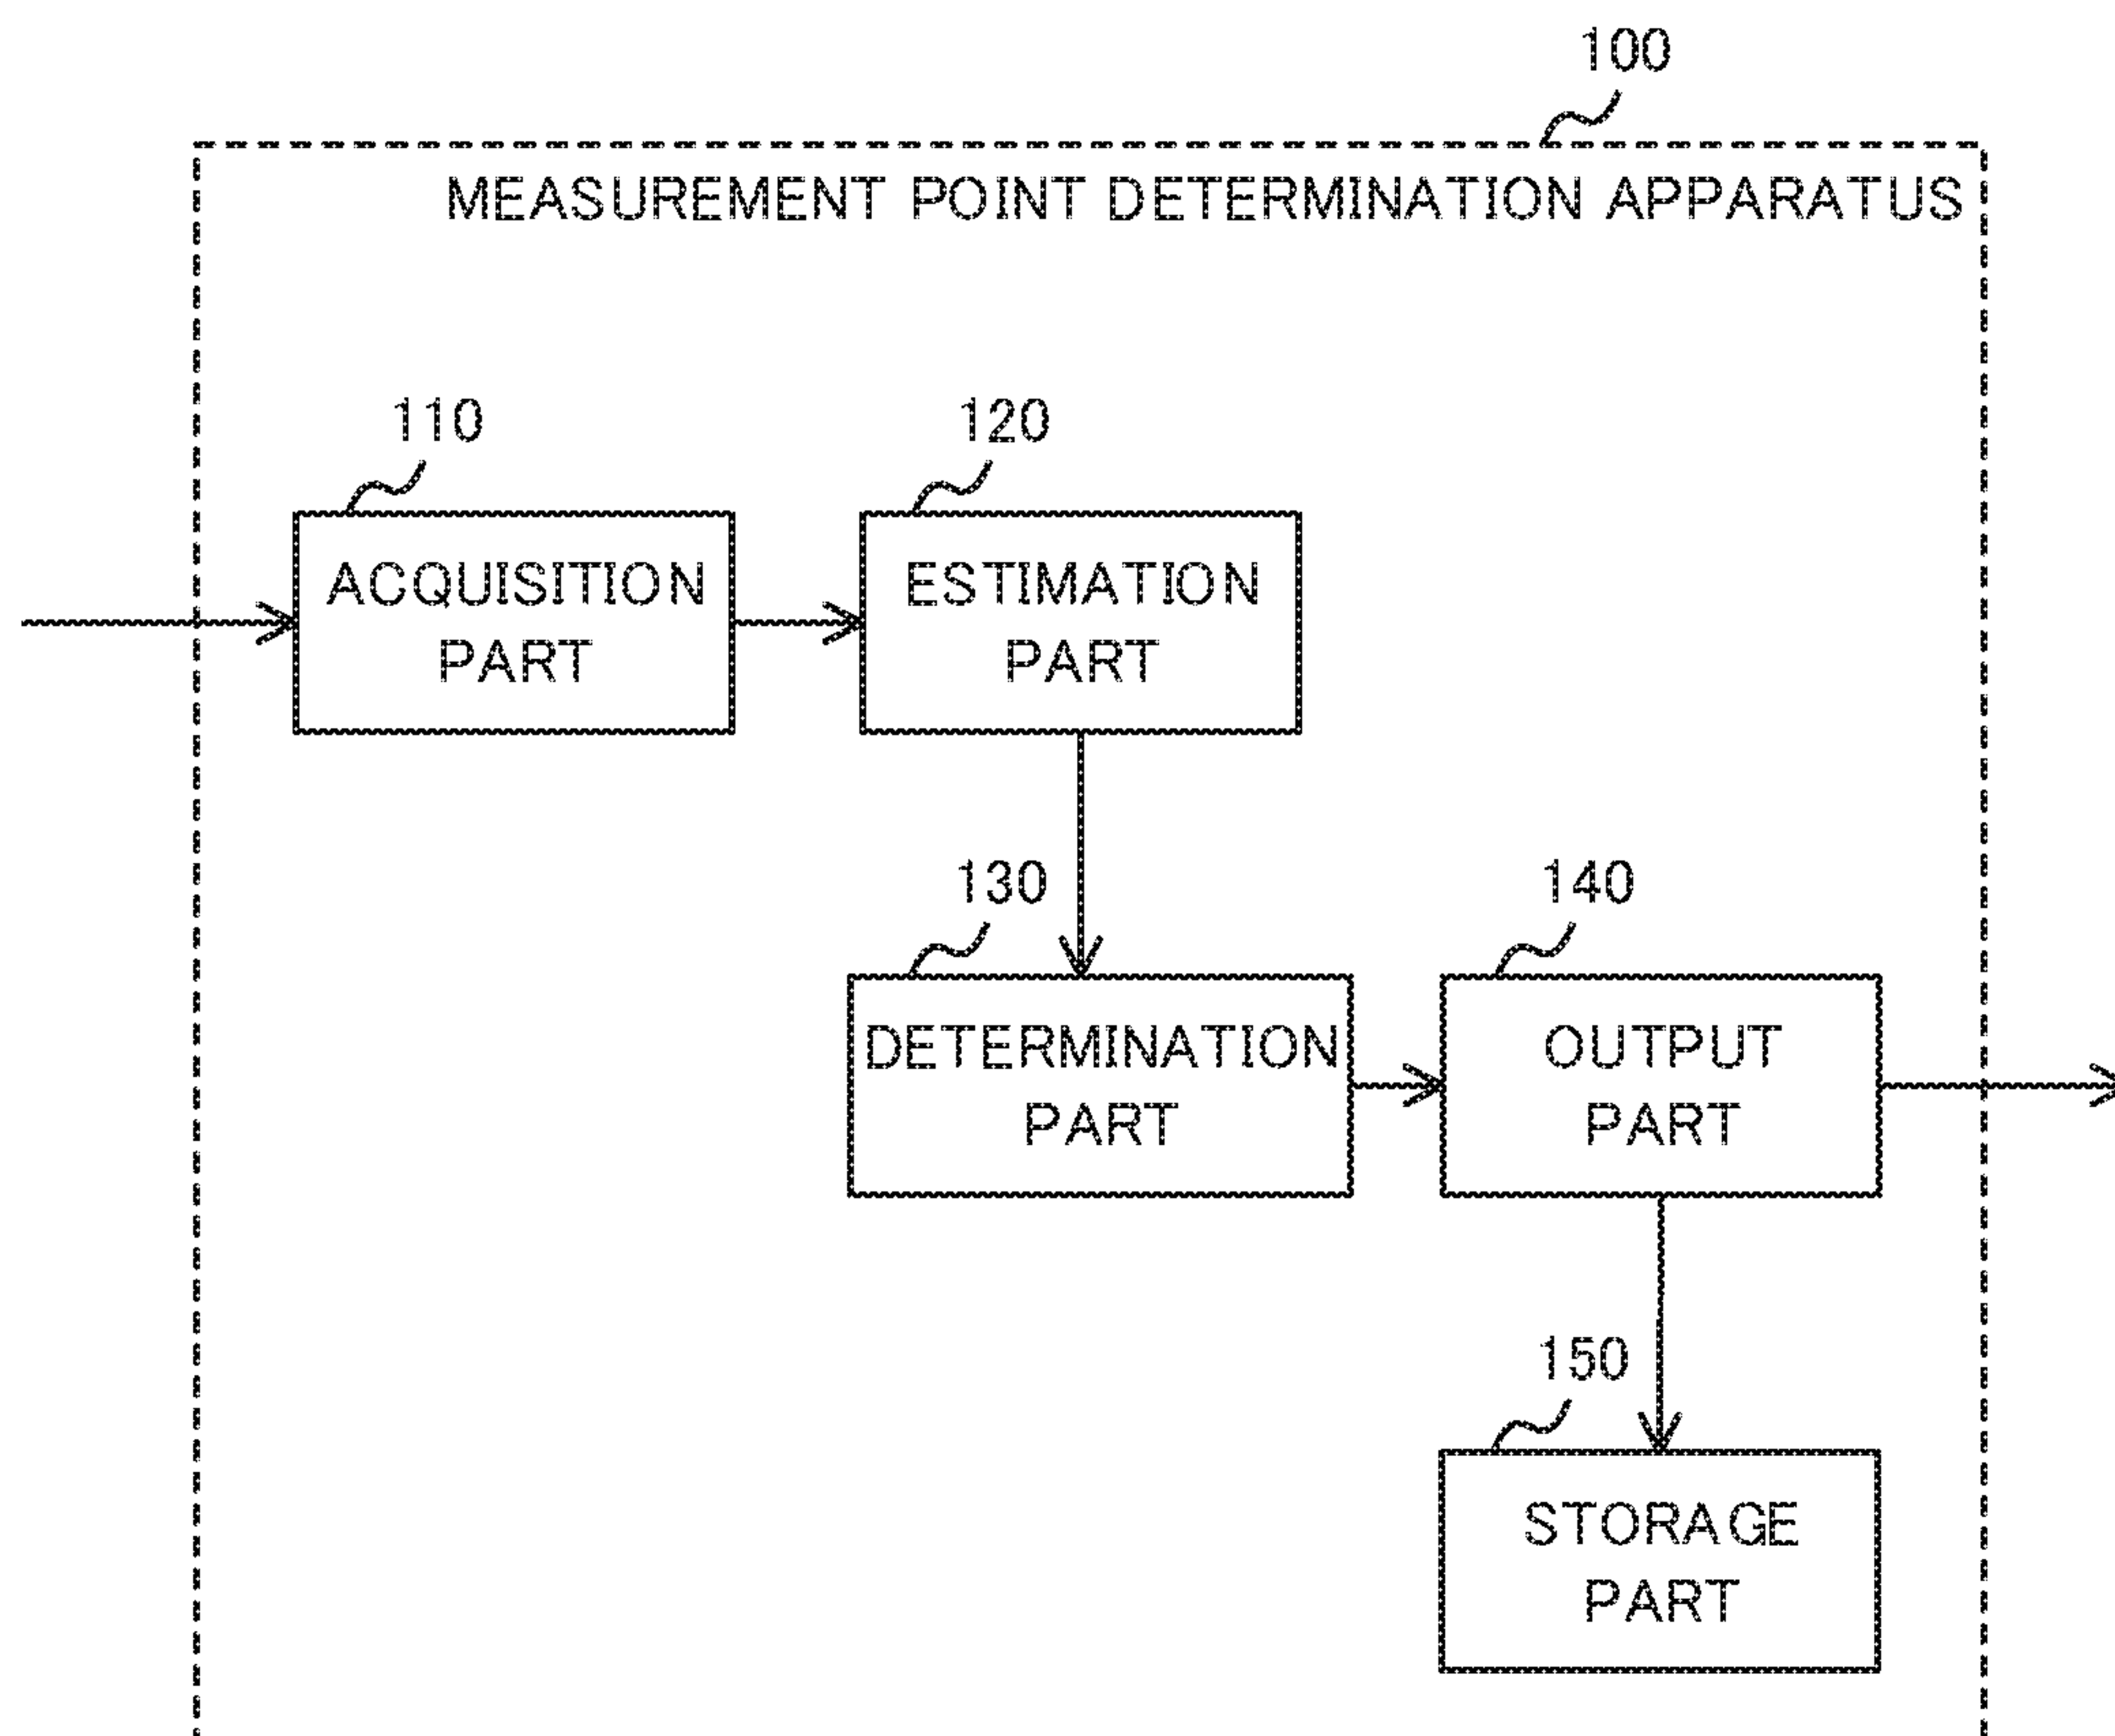 100
MEASUREMENT POINT DETERMINATION APPARATUS
110
120
ACQUISITION
PART
ESTIMATION
PART
130
140
DETERMINATION
PART
OUTPUT
PART
150
STORAGE
PART